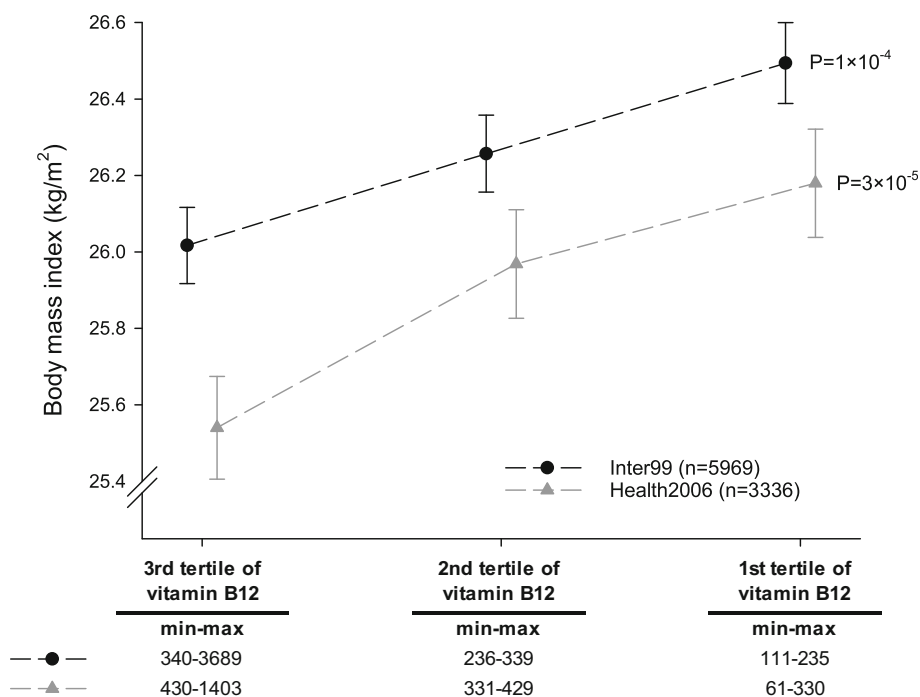 26.6
26.4
26.2
26.0
25.8
25.6
25.4
Body mass index (kg/m²)
P=1×10⁻⁴
P=3×10⁻⁵
Inter99 (n=5969)
Health2006 (n=3336)
3rd tertile of
vitamin B12
min-max
340-3689
430-1403
2nd tertile of
vitamin B12
min-max
236-339
331-429
1st tertile of
vitamin B12
min-max
111-235
61-330